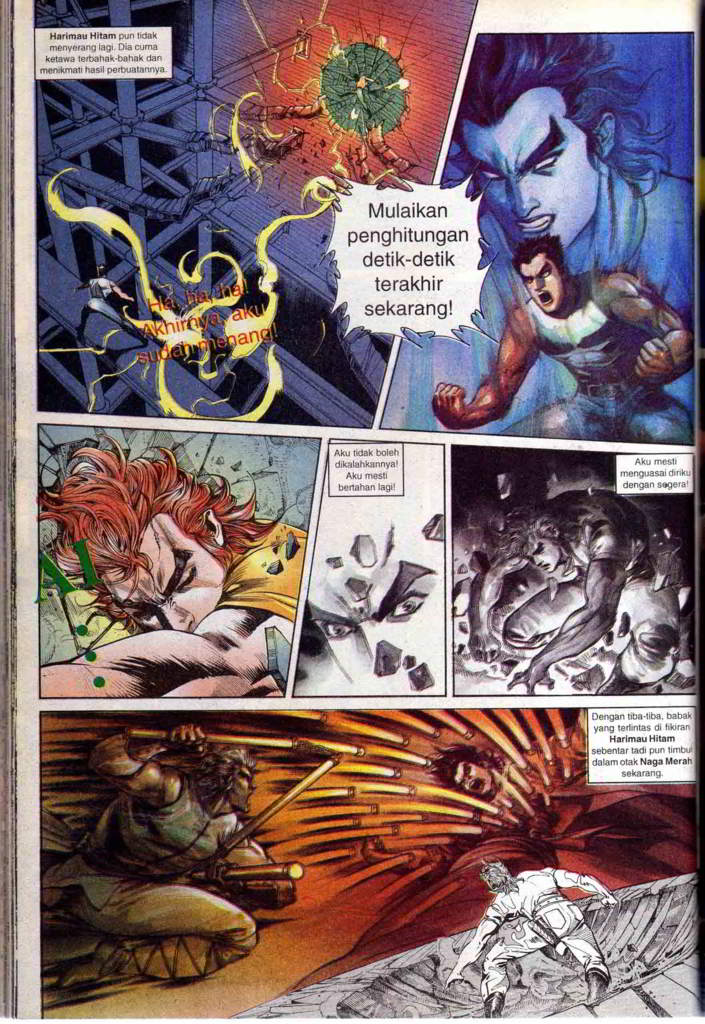 Harimau Hitam pun tidak
menyerang lagi. Dia cuma
ketawa terbahak-bahak dan
menikmati hasil perbuatannya.
Ha, ha, ha!
Akhirnya, aku
sudah menang!
Mulaikan
penghitungan
detik-detik
terakhir
sekarang!
AI
Aku tidak boleh
dikalahkannya!
Aku mesti
bertahan lagi!
Aku mesti
menguasai diriku
dengan segera!
Dengan tiba-tiba, babak
yang terlintas di fikiran
Harimau Hitam
sebentar tadi pun timbul
dalam otak Naga Merah
sekarang.